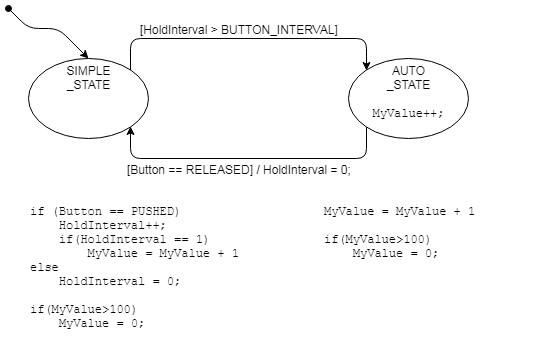 [HoldInterval > BUTTON_INTERVAL]
SIMPLE
_STATE
AUTO
_STATE
MyValue++;
[Button == RELEASED] / HoldInterval = 0;
if (Button == PUSHED)
    HoldInterval++;
    if(HoldInterval == 1)
        MyValue = MyValue + 1
else
    HoldInterval = 0;
if(MyValue>100)
    MyValue = 0;
MyValue = MyValue + 1
if(MyValue>100)
    MyValue = 0;